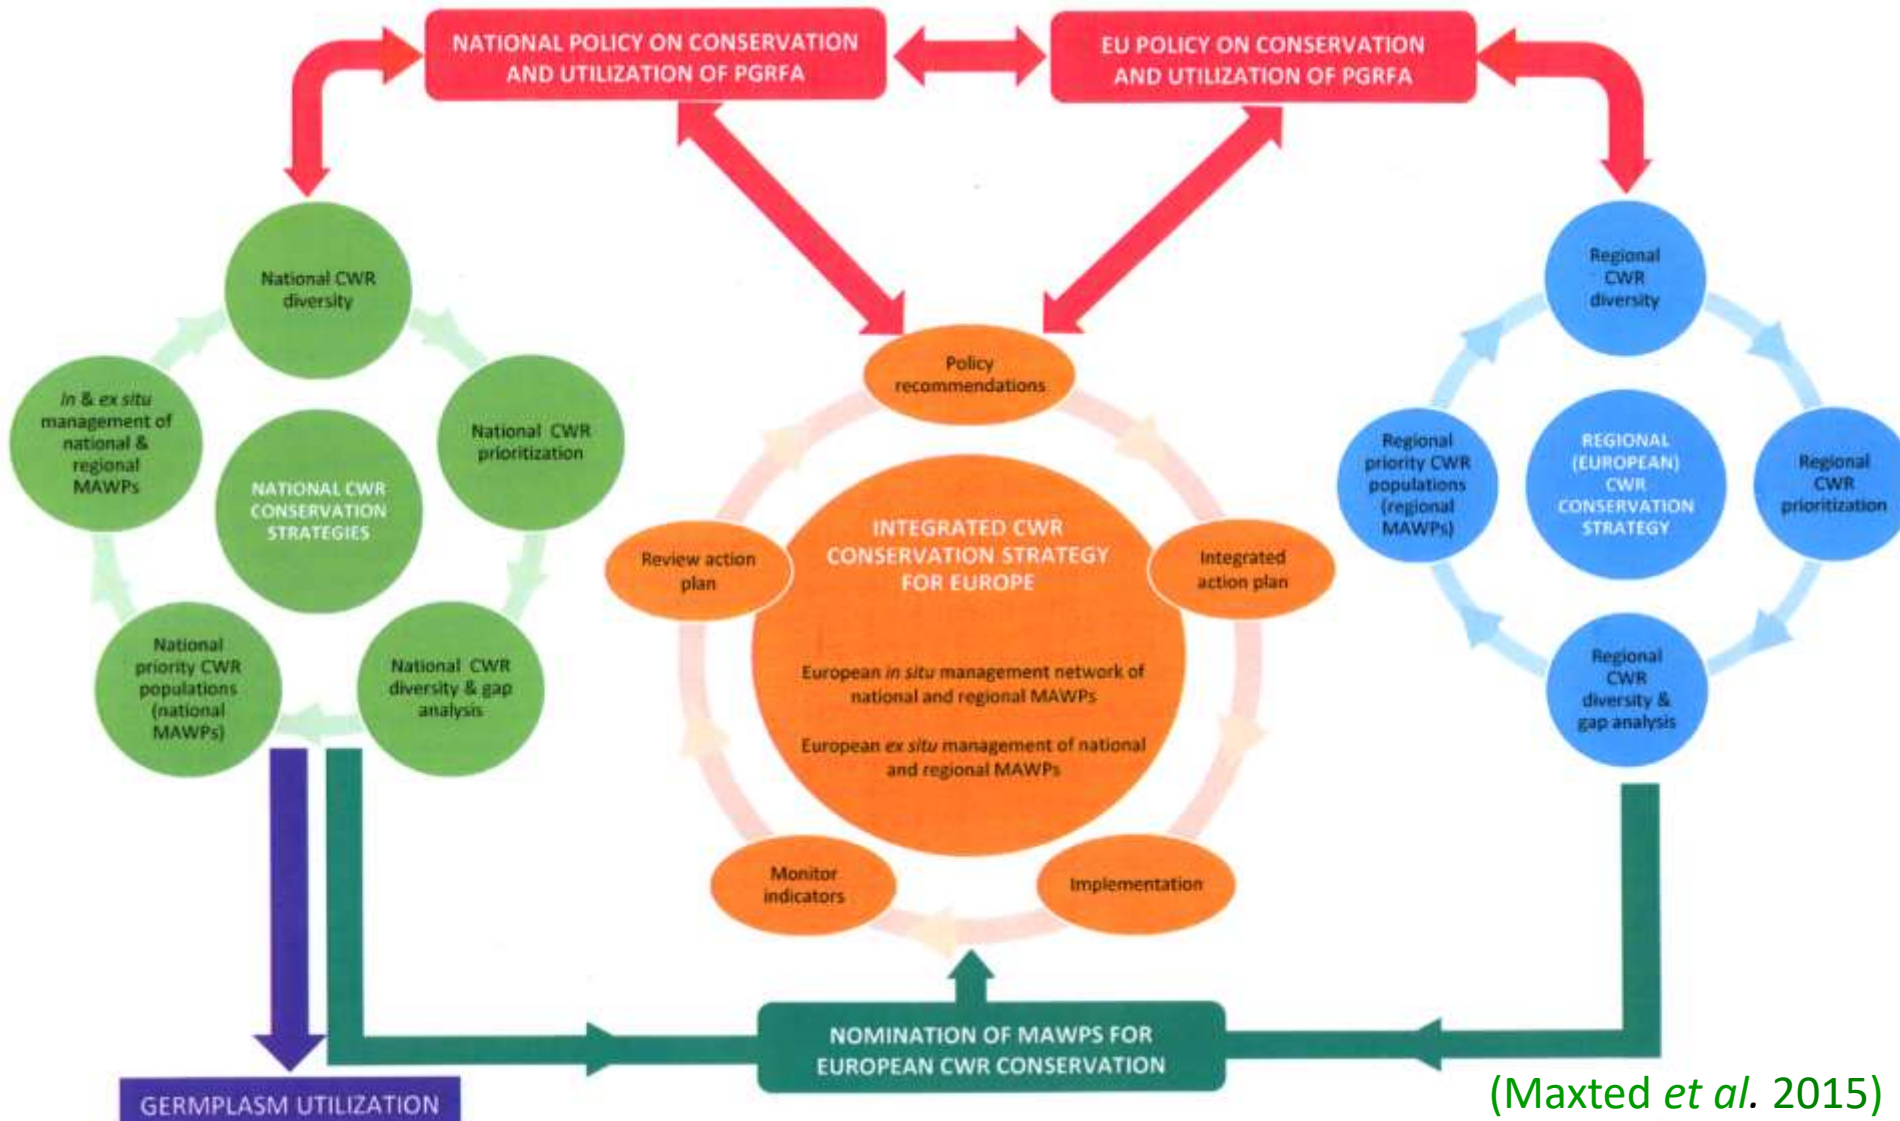 NATIONAL POLICY ON CONSERVATION
AND UTILIZATION OF PGRFA
EU POLICY ON CONSERVATION
AND UTILIZATION OF PGRFA
National CWR
diversity
National CWR
prioritization
National CWR
diversity & gap
analysis
National
priority CWR
populations
(national
MAWPs)
In & ex situ
management of
national &
regional
MAWPs
NATIONAL CWR
CONSERVATION
STRATEGIES
Policy
recommendations
Integrated
action plan
Implementation
Monitor
indicators
Review action
plan
INTEGRATED CWR
CONSERVATION STRATEGY
FOR EUROPE
European in situ management network of
national and regional MAWPs
European ex situ management of national
and regional MAWPs
Regional
CWR
diversity
Regional
CWR
prioritization
Regional
CWR
diversity &
gap analysis
Regional
priority CWR
populations
(regional
MAWPs)
REGIONAL
(EUROPEAN)
CWR
CONSERVATION
STRATEGY
NOMINATION OF MAWPS FOR
EUROPEAN CWR CONSERVATION
GERMPLASM UTILIZATION
(Maxted et al. 2015)